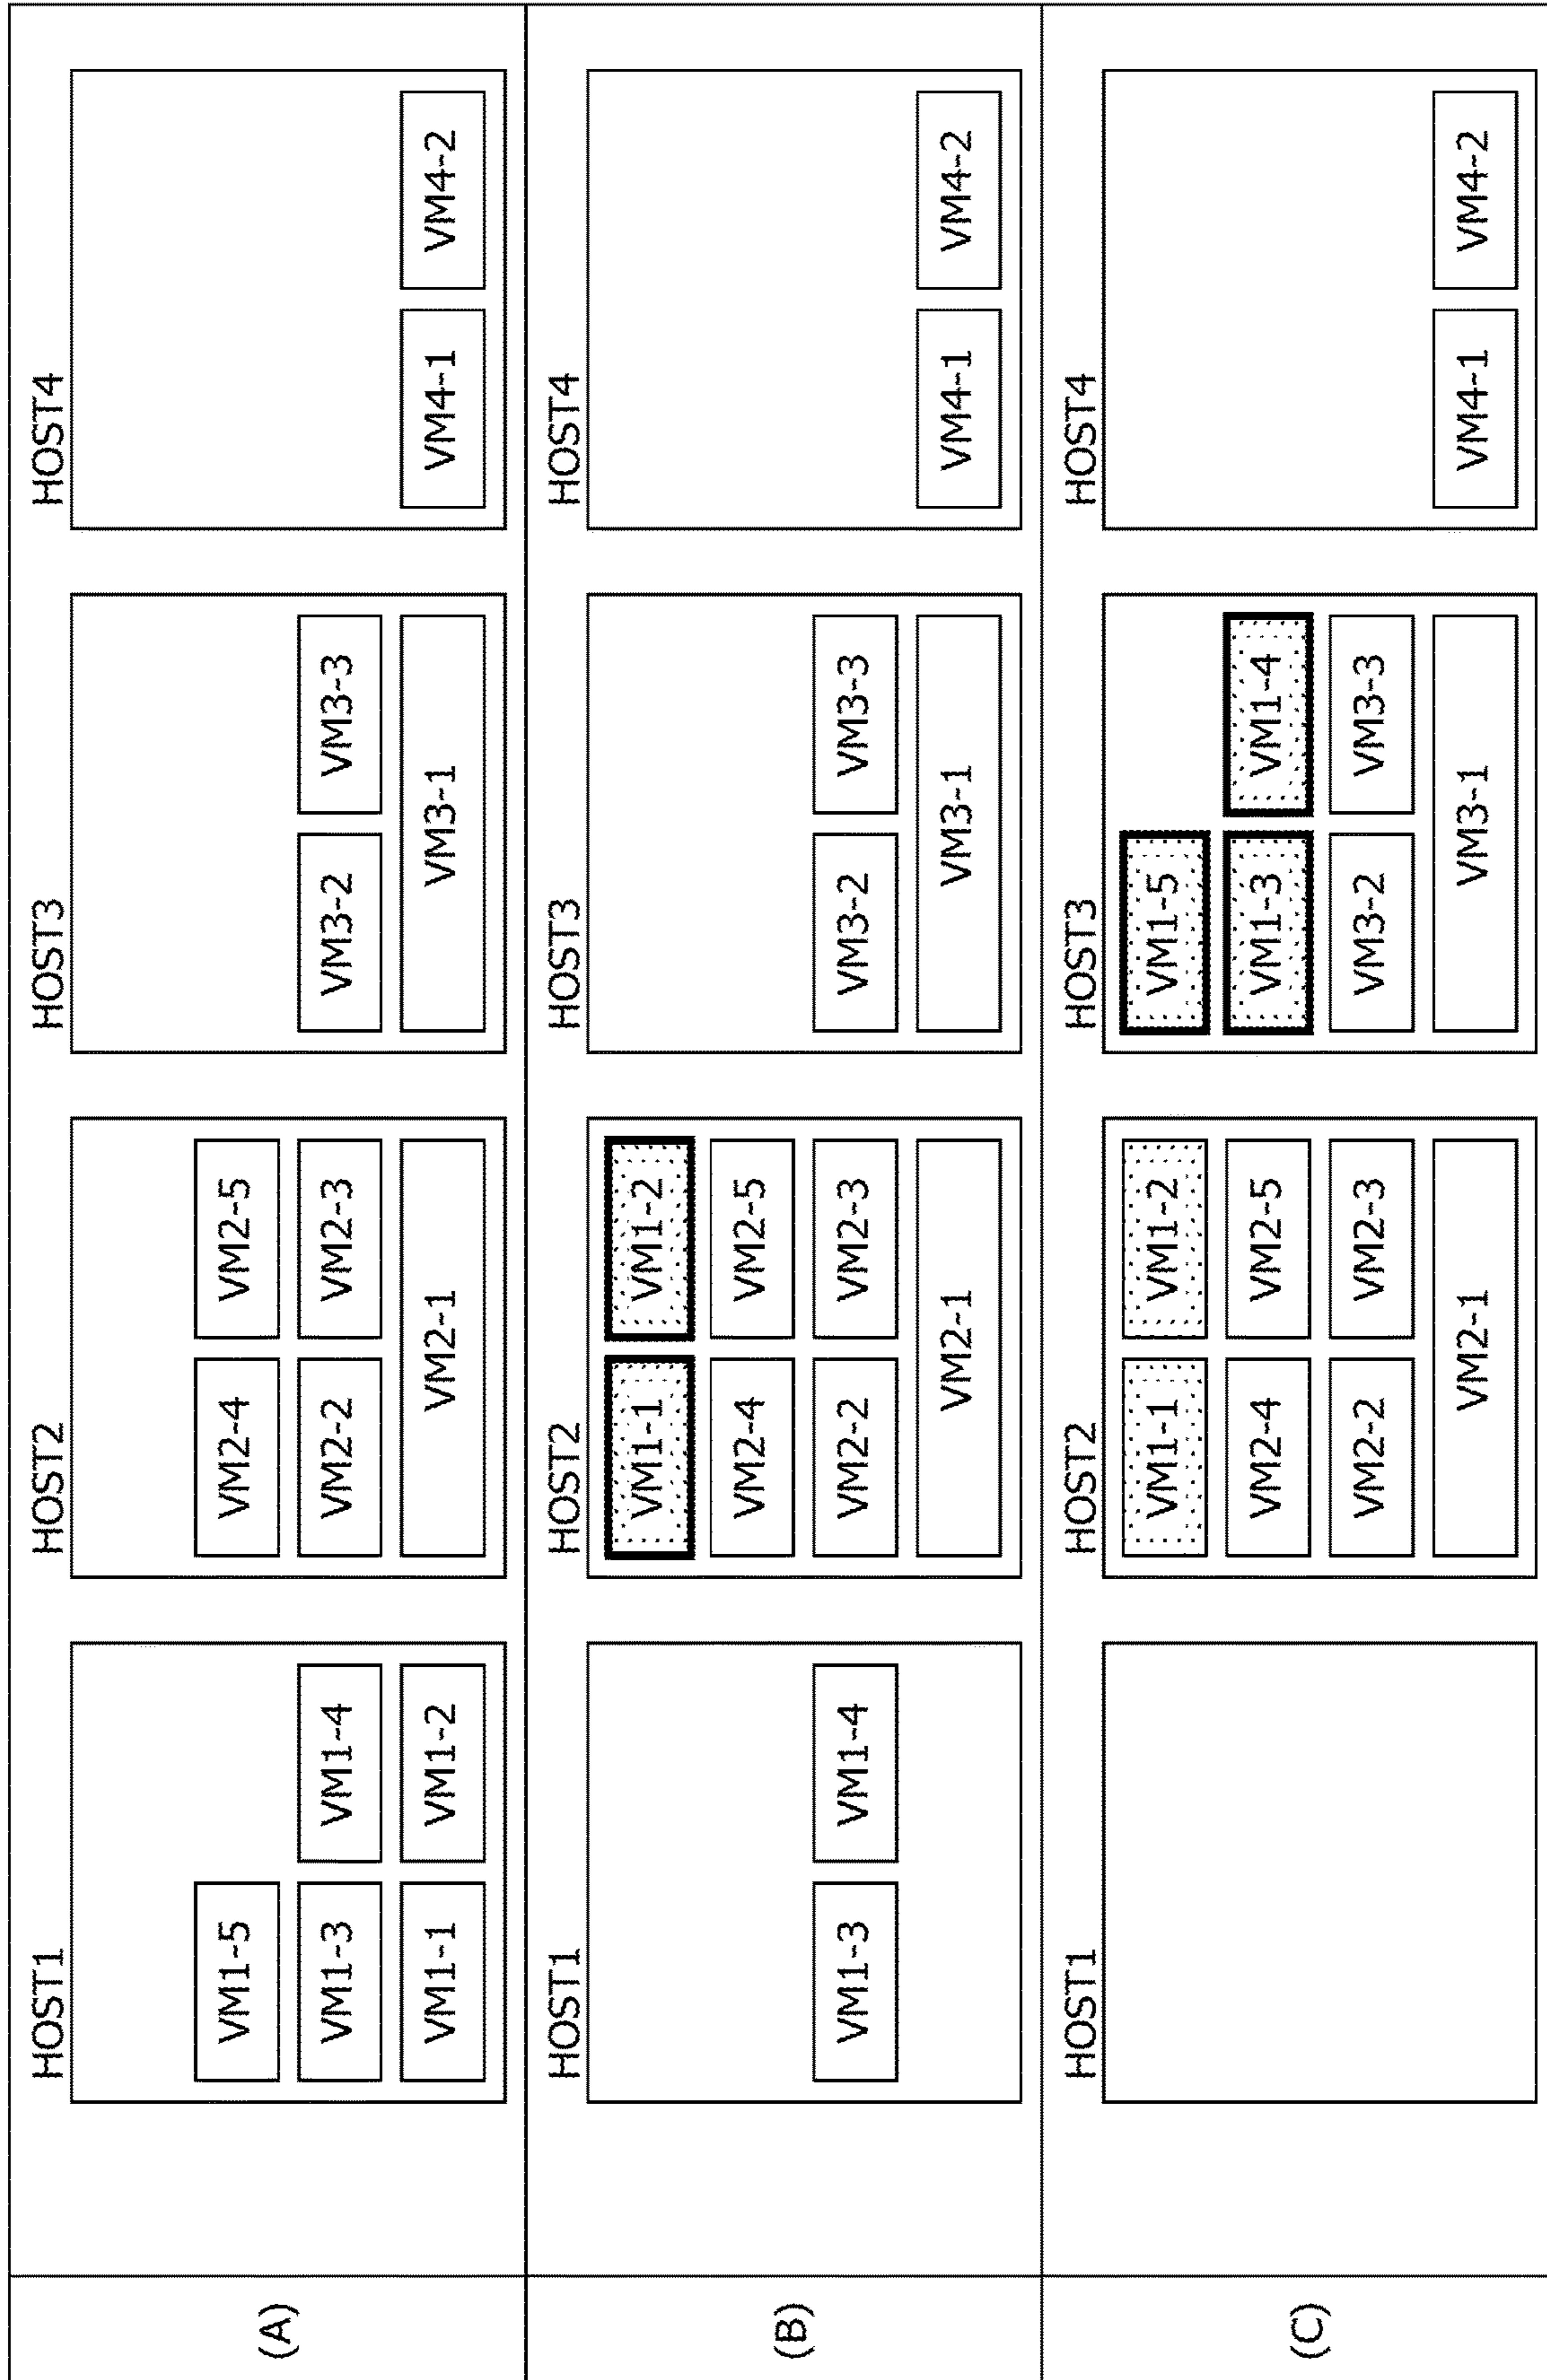 (A)
HOST1
VM1-5
VM1-3 VM1-4
VM1-1 VM1-2
HOST2
VM2-4 VM2-5
VM2-2 VM2-3
VM2-1
HOST3
VM3-2 VM3-3
VM3-1
HOST4
VM4-1 VM4-2
(B)
HOST1
VM1-3 VM1-4
HOST2
VM1-1 VM1-2
VM2-4 VM2-5
VM2-2 VM2-3
VM2-1
HOST3
VM3-2 VM3-3
VM3-1
HOST4
VM4-1 VM4-2
(C)
HOST1
HOST2
VM1-1 VM1-2
VM2-4 VM2-5
VM2-2 VM2-3
VM2-1
HOST3
VM1-5
VM1-3 VM1-4
VM3-2 VM3-3
VM3-1
HOST4
VM4-1 VM4-2